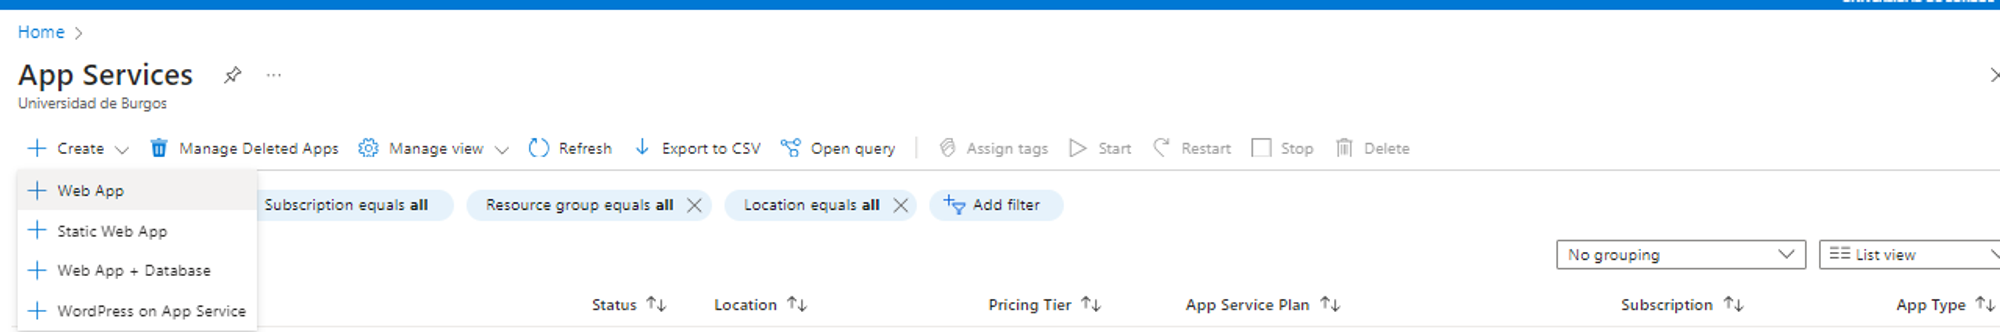 Home
App Services
Universidad de Burgos
Create Manage Deleted Apps Manage view Refresh Export to CSV Open query Assign tags Start Restart Stop Delete
Web App
Subscription equals all Resource group equals all Location equals all Add filter
Static Web App
No grouping List view
Web App + Database
Status Location Pricing Tier App Service Plan Subscription App Type
WordPress on App Service